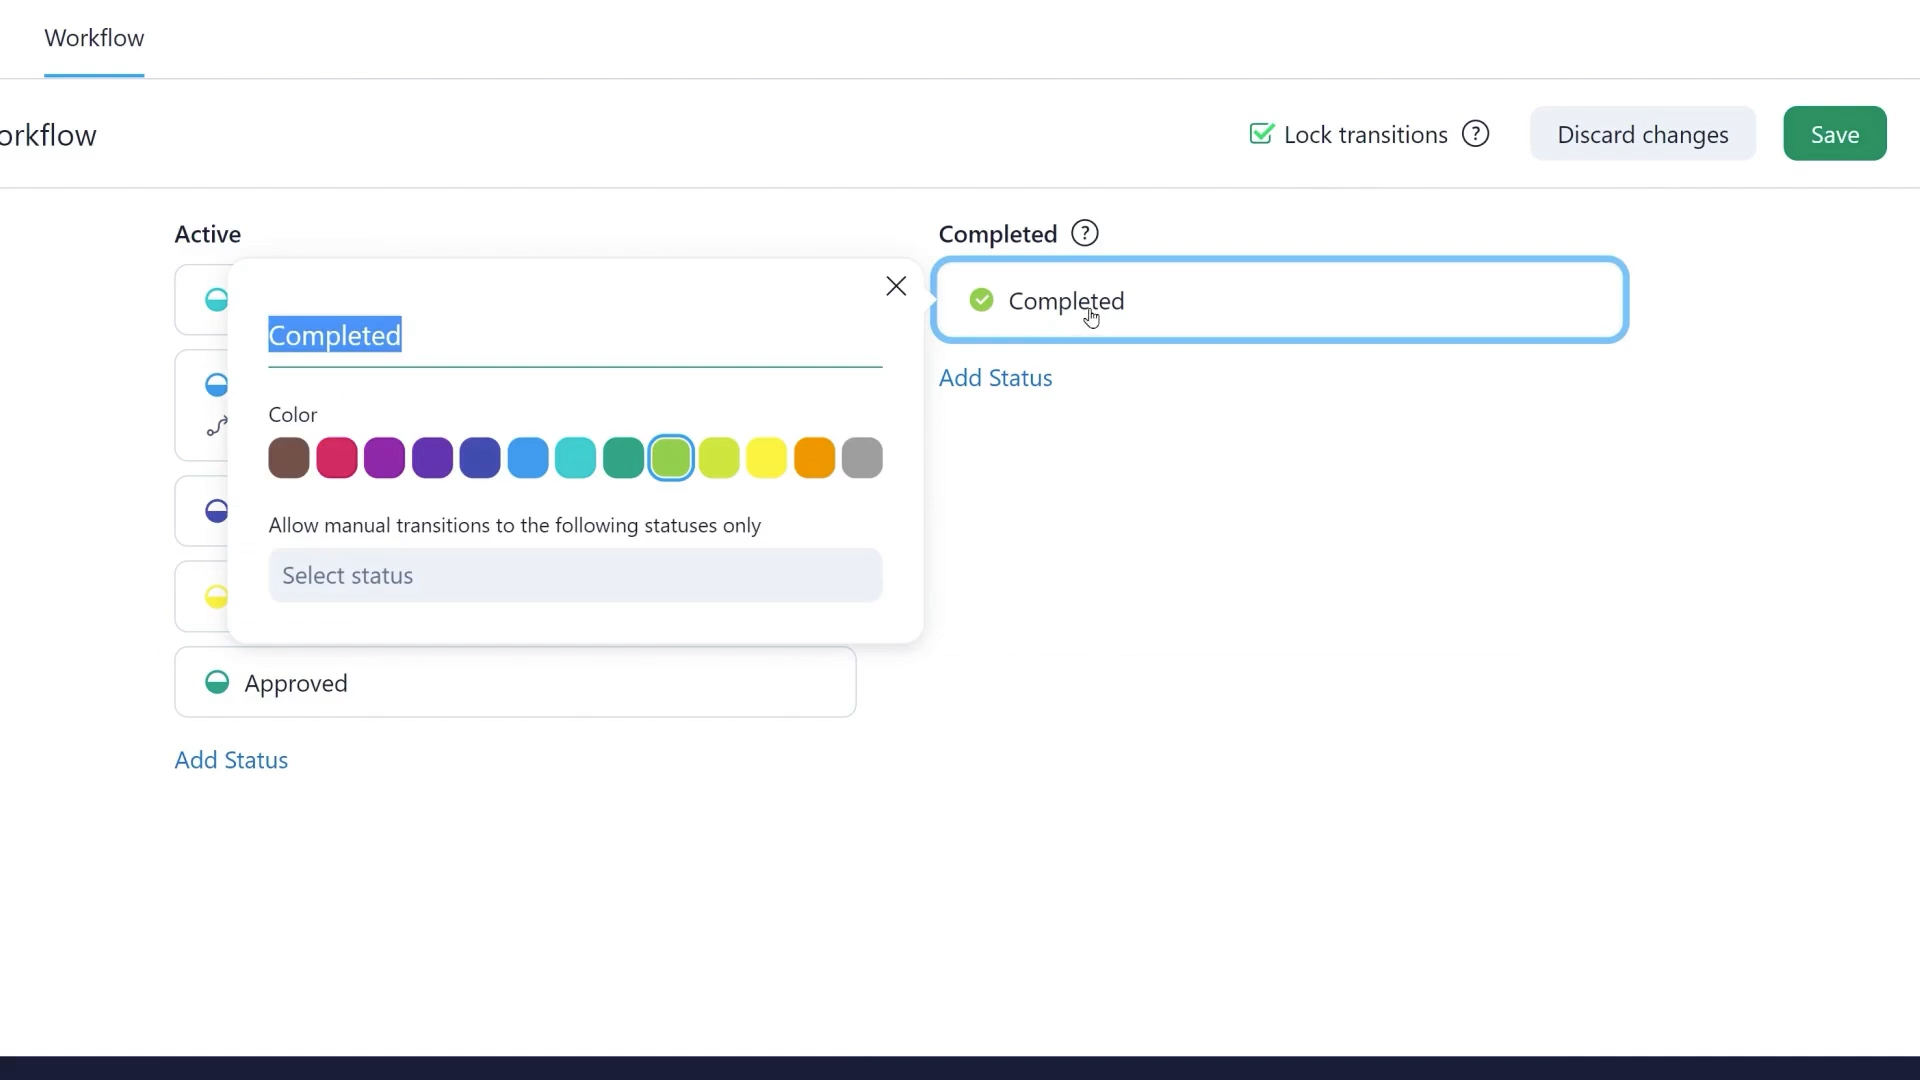 Workflow
orkflow
Lock transitions ?
Discard changes
Save
Active
Completed ?
Completed
Completed
Add Status
Color
Allow manual transitions to the following statuses only
Select status
Approved
Add Status